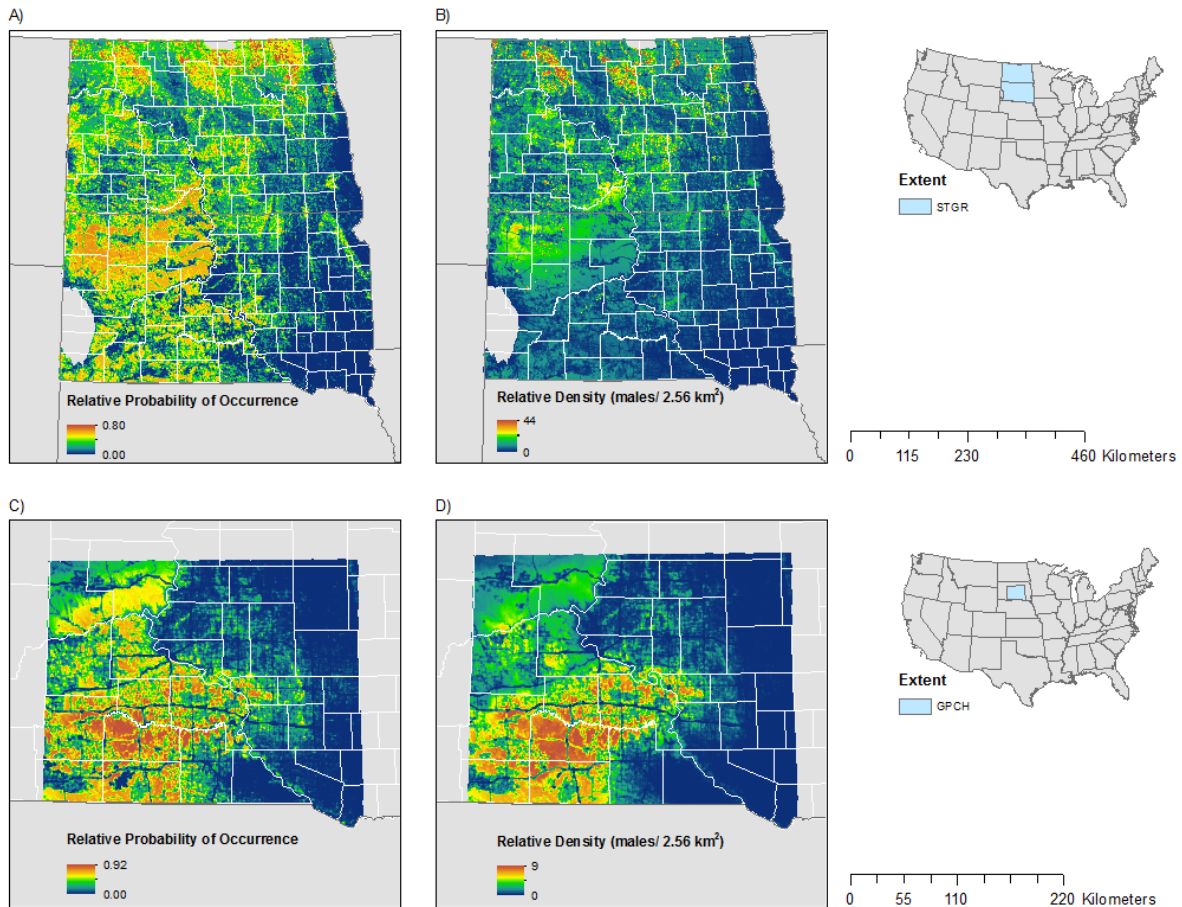 A)
B)
Extent
STGR
Relative Probability of Occurrence
0.80
0.00
Relative Density (males/ 2.56 km²)
44
0
0 115 230 460 Kilometers
C)
D)
Extent
GPCH
Relative Probability of Occurrence
0.92
0.00
Relative Density (males/ 2.56 km²)
9
0
0 55 110 220 Kilometers